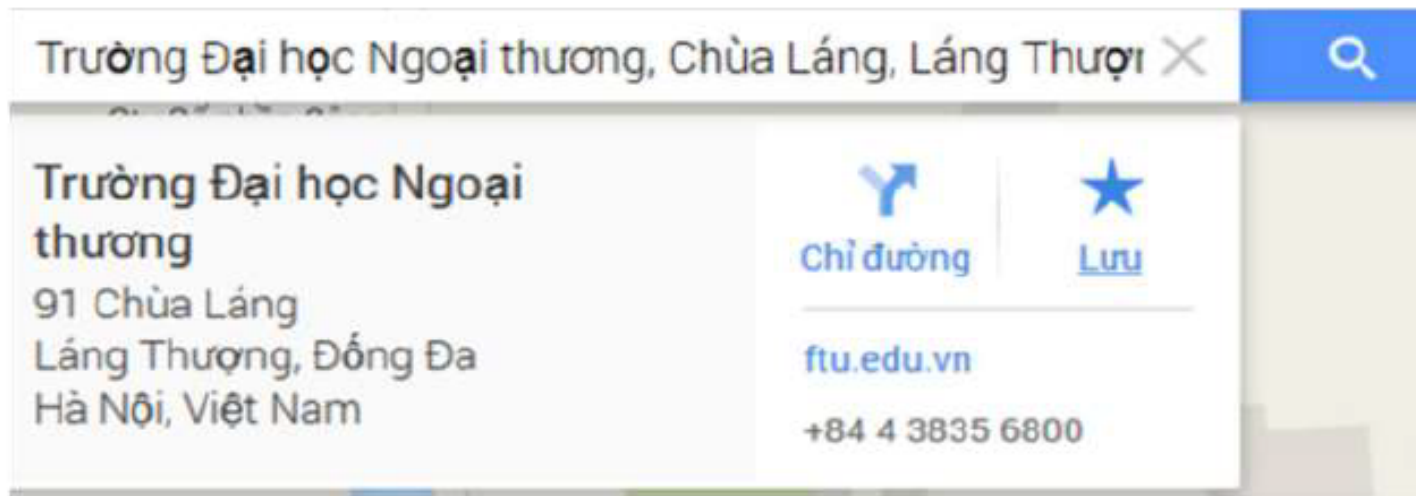 Trường Đại học Ngoại thương, Chùa Láng, Láng
Trường Đại học Ngoại
thương
91 Chùa Láng
Láng Thượng, Đống Đa
Hà Nội, Việt Nam
Chỉ đường
Lưu
ftu.edu.vn
+84 4 3835 6800